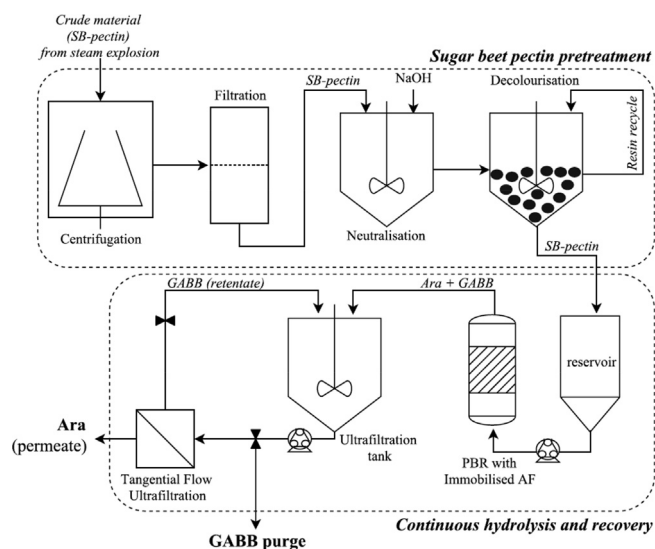 Crude material
(SB-pectin)
from steam explosion
Sugar beet pectin pretreatment
SB-pectin
NaOH
Decolourisation
Filtration
Resin recycle
Centrifugation
Neutralisation
SB-pectin
GABB (retentate)
Ara + GABB
reservoir
Ara
(permeate)
Ultrafiltration
tank
Tangential Flow
Ultrafiltration
PBR with
Immobilised AF
GABB purge
Continuous hydrolysis and recovery